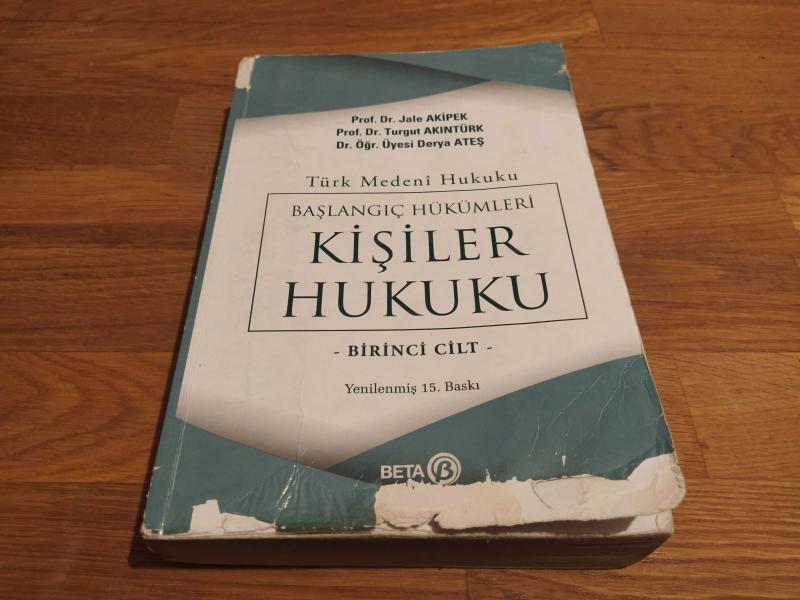 Prof. Dr. Jale AKİPEK
Prof. Dr. Turgut AKINTÜRK
Dr. Öğr. Üyesi Derya ATEŞ
Türk Medenî Hukuku
BAŞLANGIÇ HÜKÜMLERİ
KİŞİLER
HUKUKU
- BİRİNCİ CİLT -
Yenilenmiş 15. Baskı
BETA β